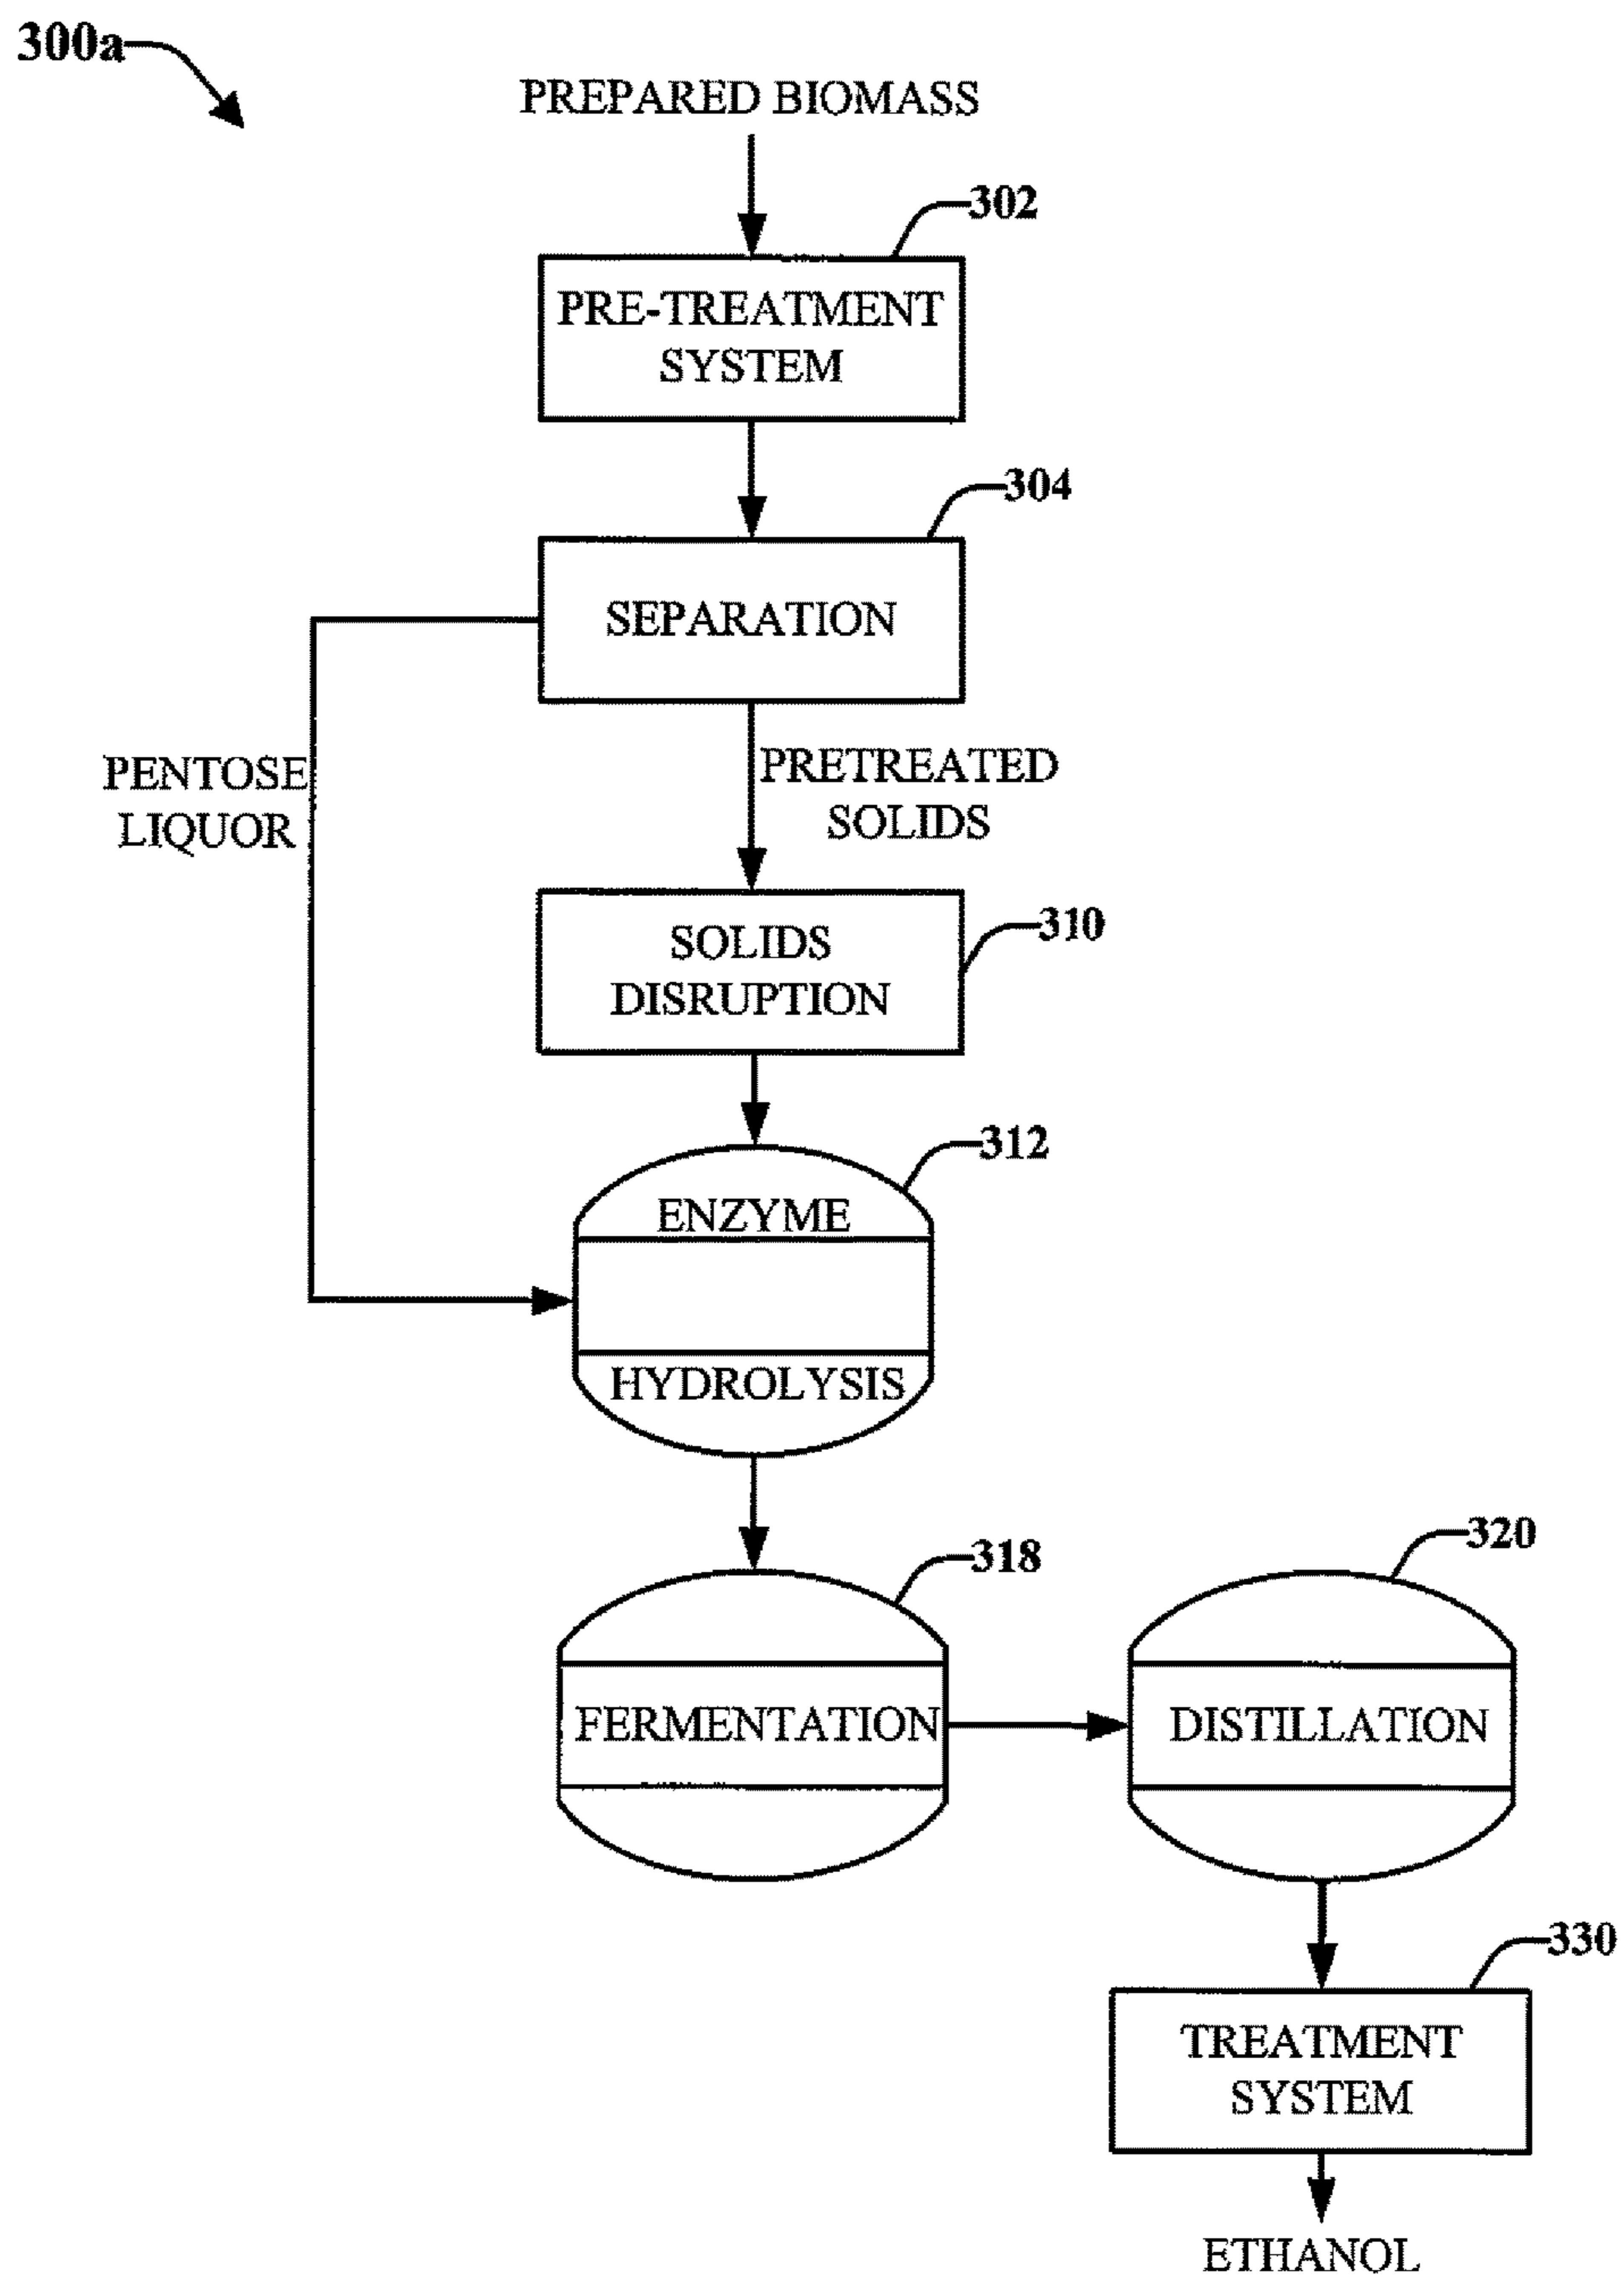 300a
PREPARED BIOMASS
302
PRE-TREATMENT
SYSTEM
304
SEPARATION
PENTOSE
LIQUOR
PRETREATED
SOLIDS
310
SOLIDS
DISRUPTION
312
ENZYME
HYDROLYSIS
318
FERMENTATION
320
DISTILLATION
330
TREATMENT
SYSTEM
ETHANOL